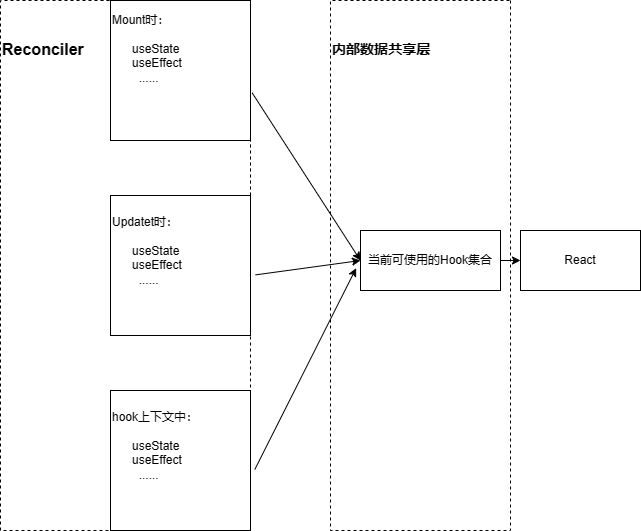 Reconciler
Mount时：
useState
useEffect
......
Updatet时：
useState
useEffect
......
hook上下文中：
useState
useEffect
......
内部数据共享层
当前可使用的Hook集合
React